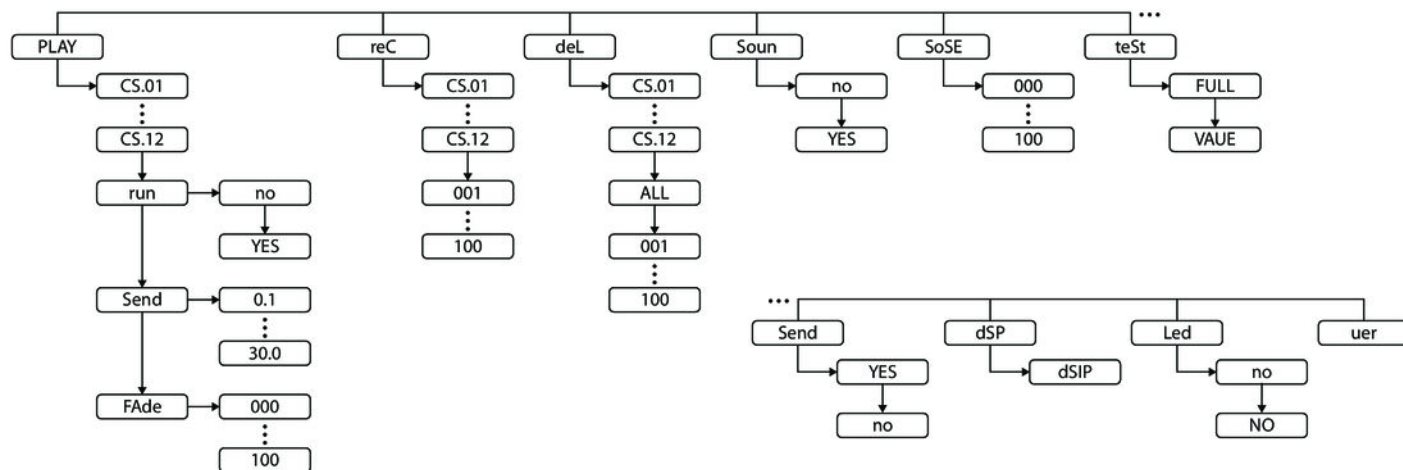 ...
PLAY reC deL Soun SoSE teSt
CS.01 CS.01 CS.01 no 000 FULL
CS.12 CS.12 CS.12 YES 100 VAUE
run no 001 ALL
YES 100 001
Send 0.1 100
30.0
FAde 000
100
...
Send dSP Led uer
YES dSIP no
no NO